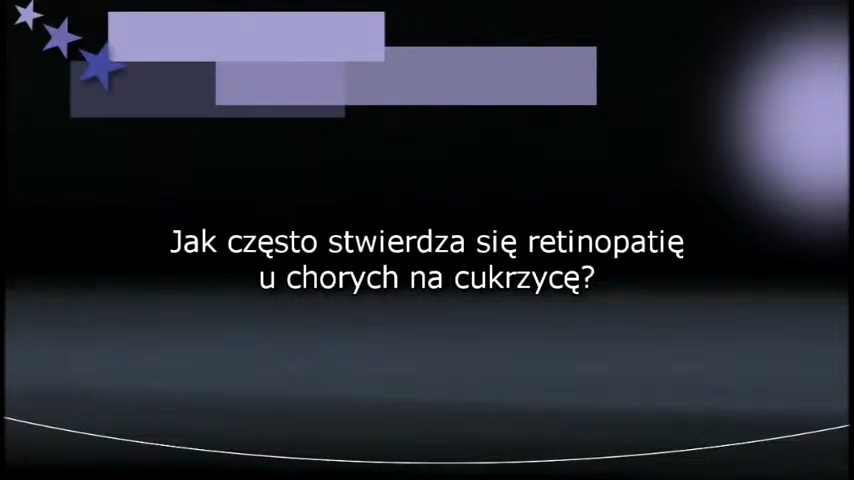 Jak często stwierdza się retinopatię
u chorych na cukrzycę?